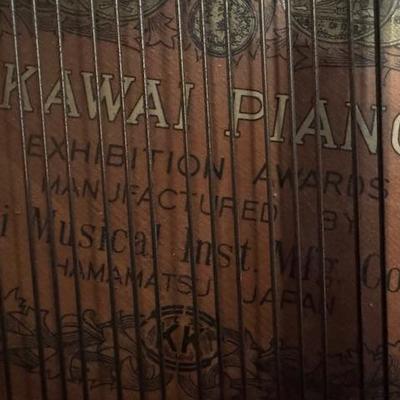 KAWAI PIANO
EXHIBITION AWARDS
MANUFACTURED BY
i Musical Inst. Mfg. Co
HAMAMATSU JAPAN
KK